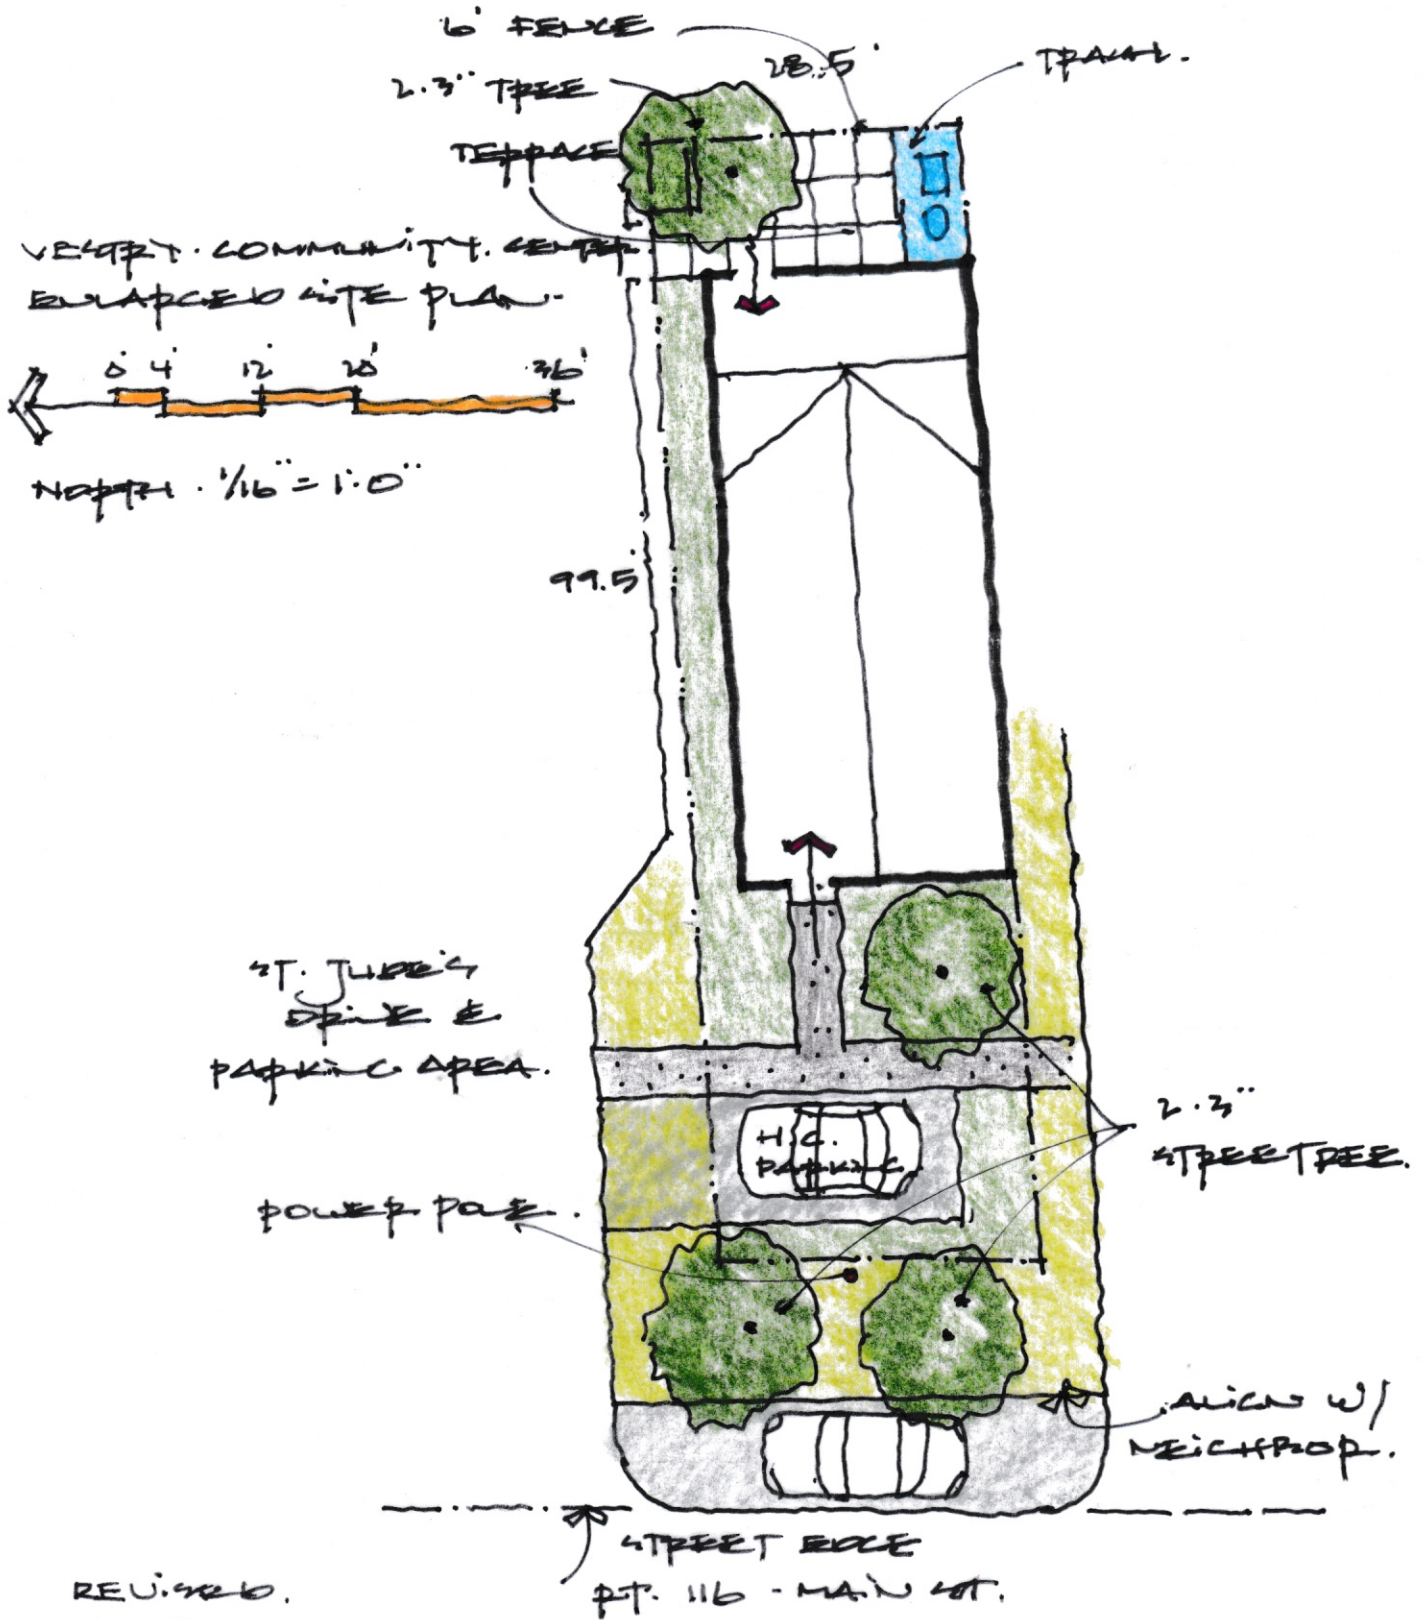 6' FENCE
28.5'
TRASH.
2.3" TREE
TERRACE
VESTRY. COMMUNITY. CENTER
ENLARGED SITE PLAN.
0' 4' 12' 20' 36'
NORTH. 1/16" = 1'.0"
99.5'
ST. JUDE'S
DRIVE &
PARKING AREA.
H.C.
PARKING
2.3"
STREET TREE.
POWER POLE.
ALIGN W/
NEIGHBOR.
STREET EDGE
RT. 116 - MAIN ST.
REVISED.